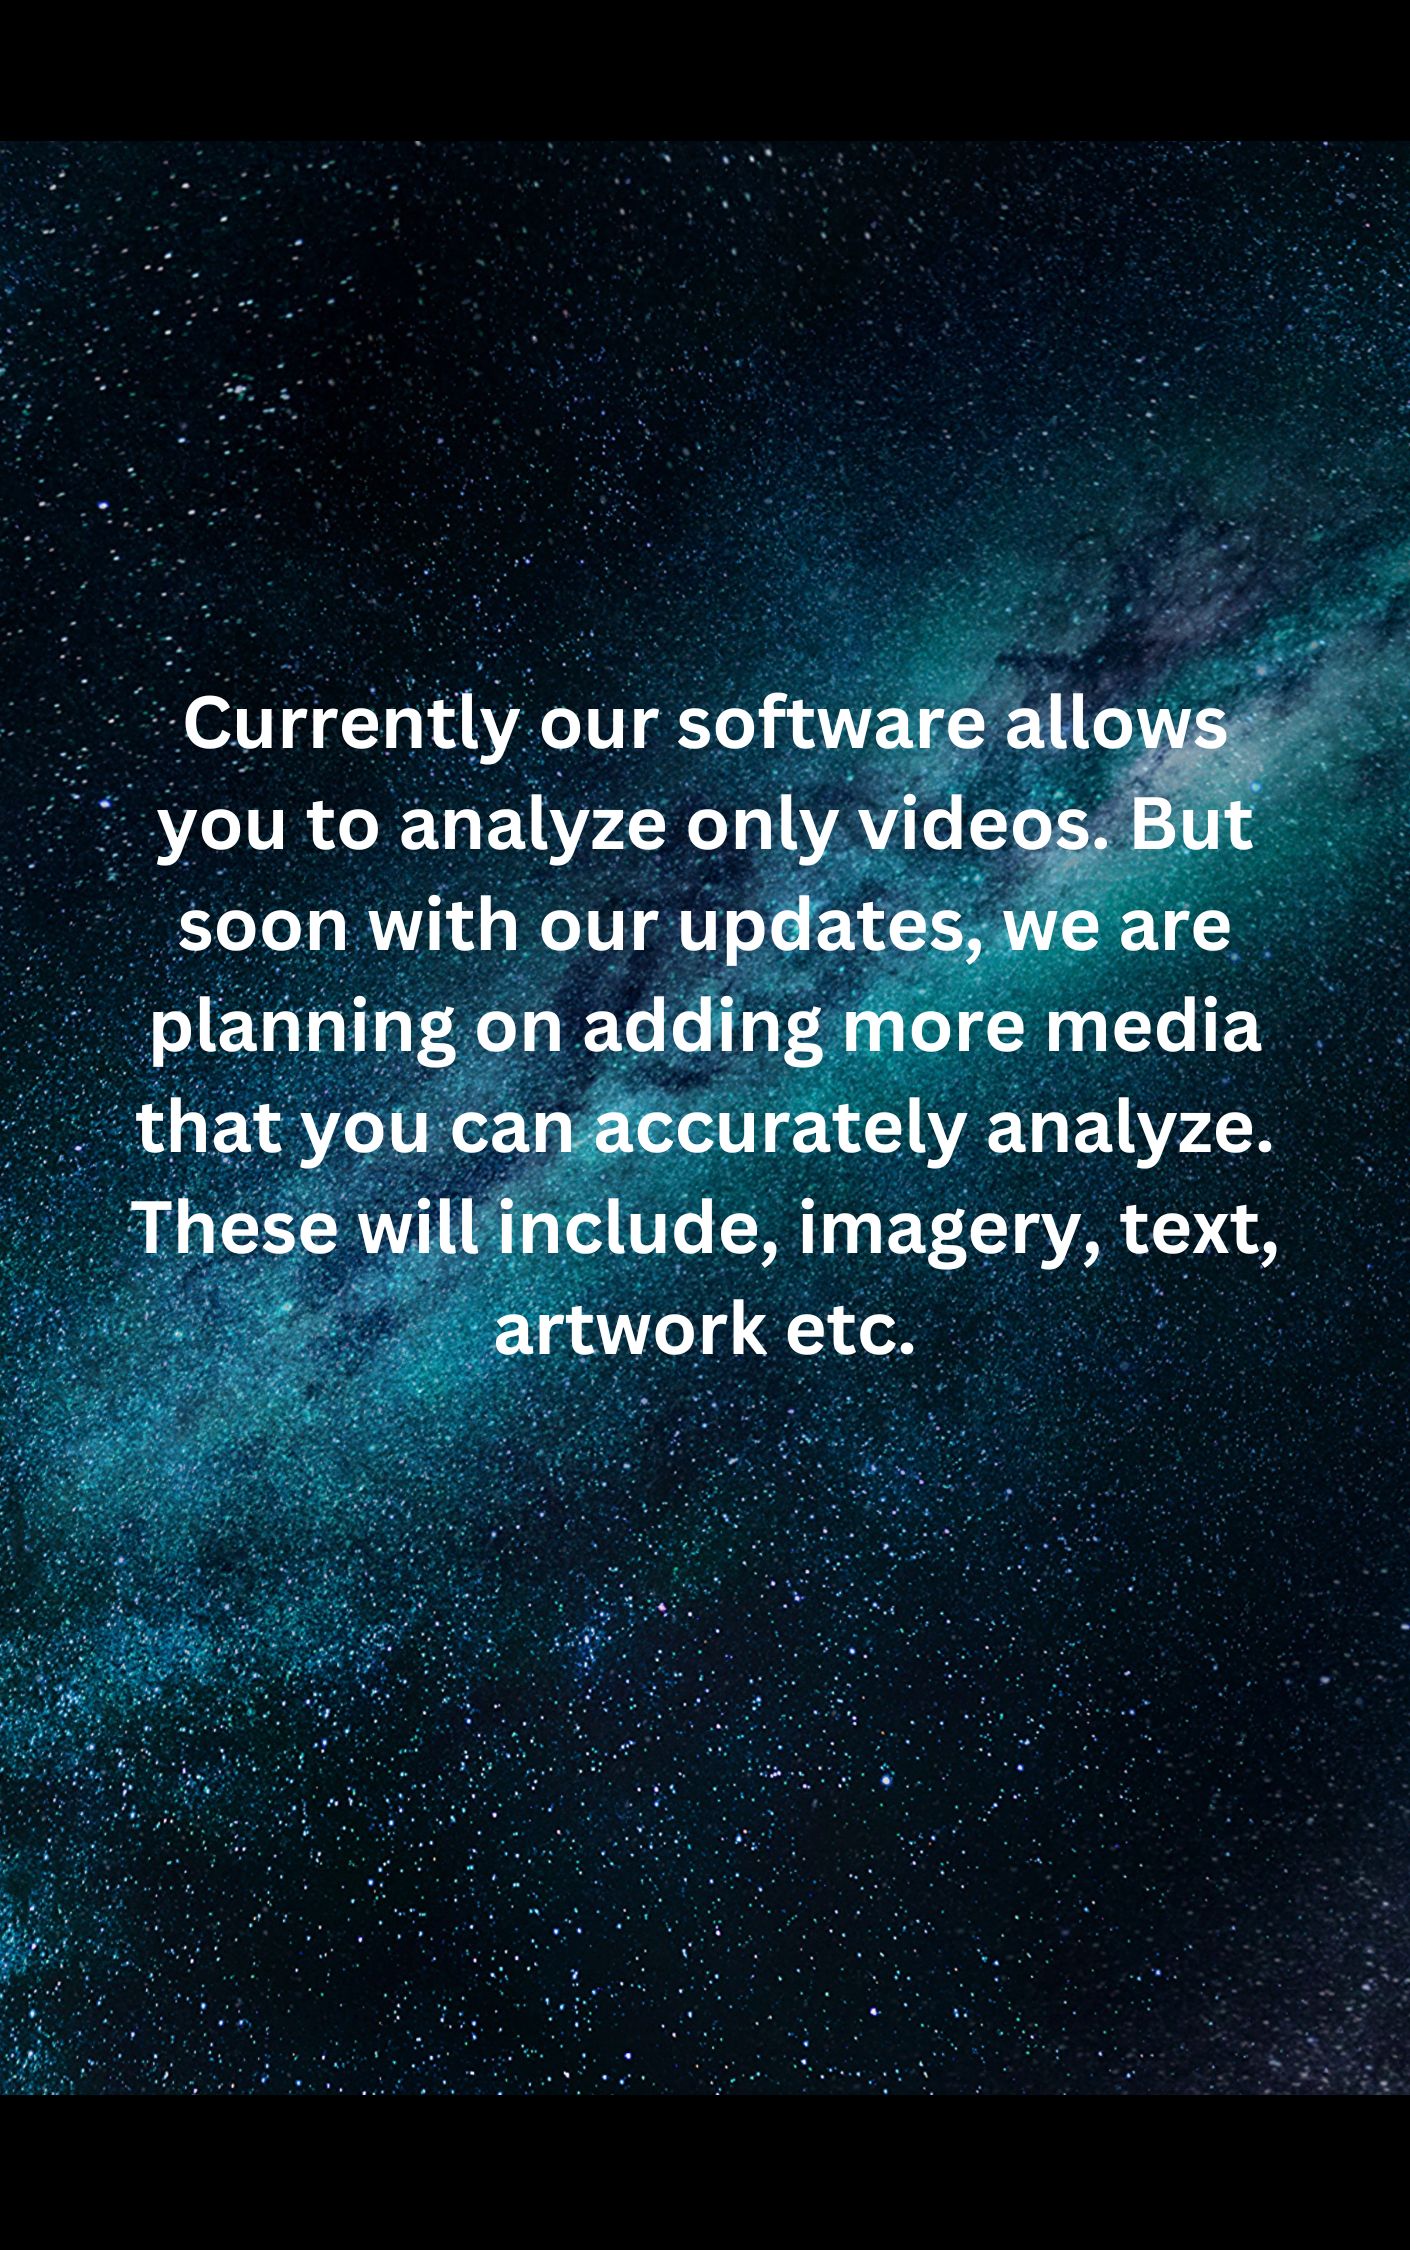 Currently our software allows
you to analyze only videos. But
soon with our updates, we are
planning on adding more media
that you can accurately analyze.
These will include, imagery, text,
artwork etc.